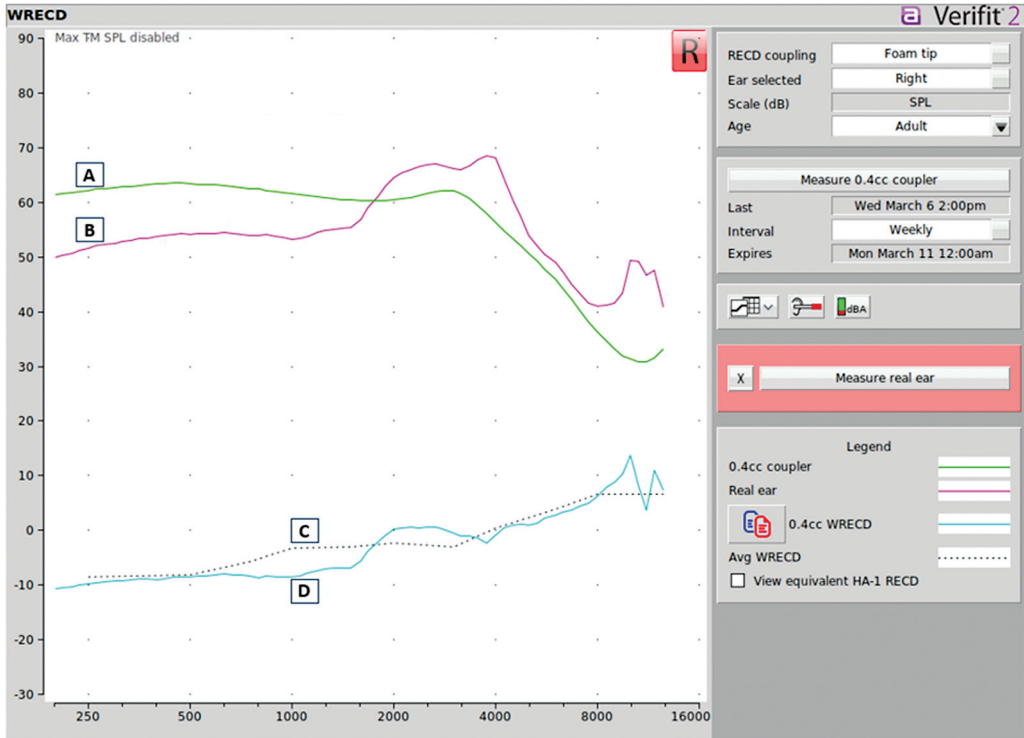 WRECD
a Verifit 2
Max TM SPL disabled
R
90
80
70
60
50
40
30
20
10
0
-10
-20
-30
250 500 1000 2000 4000 8000 16000
A
B
C
D
RECD coupling Foam tip
Ear selected Right
Scale (dB) SPL
Age Adult
Measure 0.4cc coupler
Last Wed March 6 2:00pm
Interval Weekly
Expires Mon March 11 12:00am
dBA
X Measure real ear
Legend
0.4cc coupler
Real ear
0.4cc WRECD
Avg WRECD
View equivalent HA-1 RECD